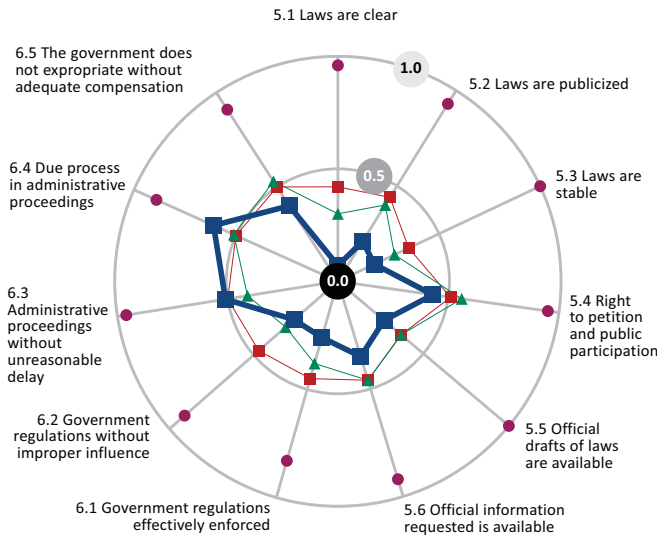 5.1 Laws are clear
1.0
5.2 Laws are publicized
0.5
5.3 Laws are
stable
0.0
5.4 Right
to petition
and public
participation
5.5 Official
drafts of laws
are available
5.6 Official information
requested is available
6.1 Government regulations
effectively enforced
6.2 Government
regulations without
improper influence
6.3
Administrative
proceedings
without
unreasonable
delay
6.4 Due process
in administrative
proceedings
6.5 The government does
not expropriate without
adequate compensation